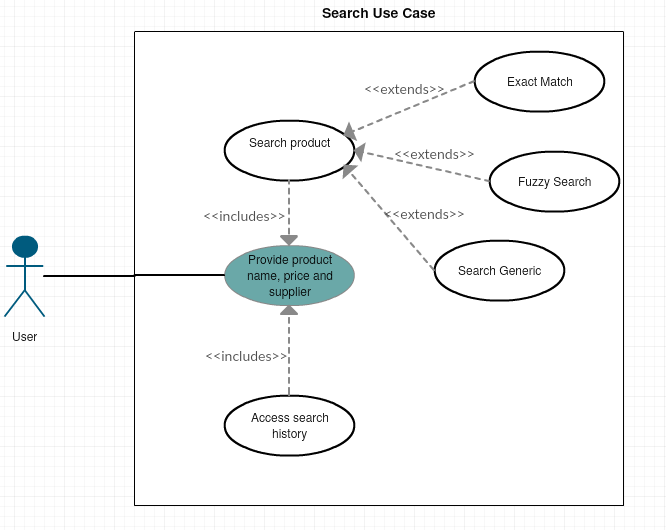 Search Use Case
Exact Match
<<extends>>
Search product
<<extends>>
Fuzzy Search
<<includes>>
<<extends>>
Provide product
name, price and
supplier
Search Generic
User
<<includes>>
Access search
history